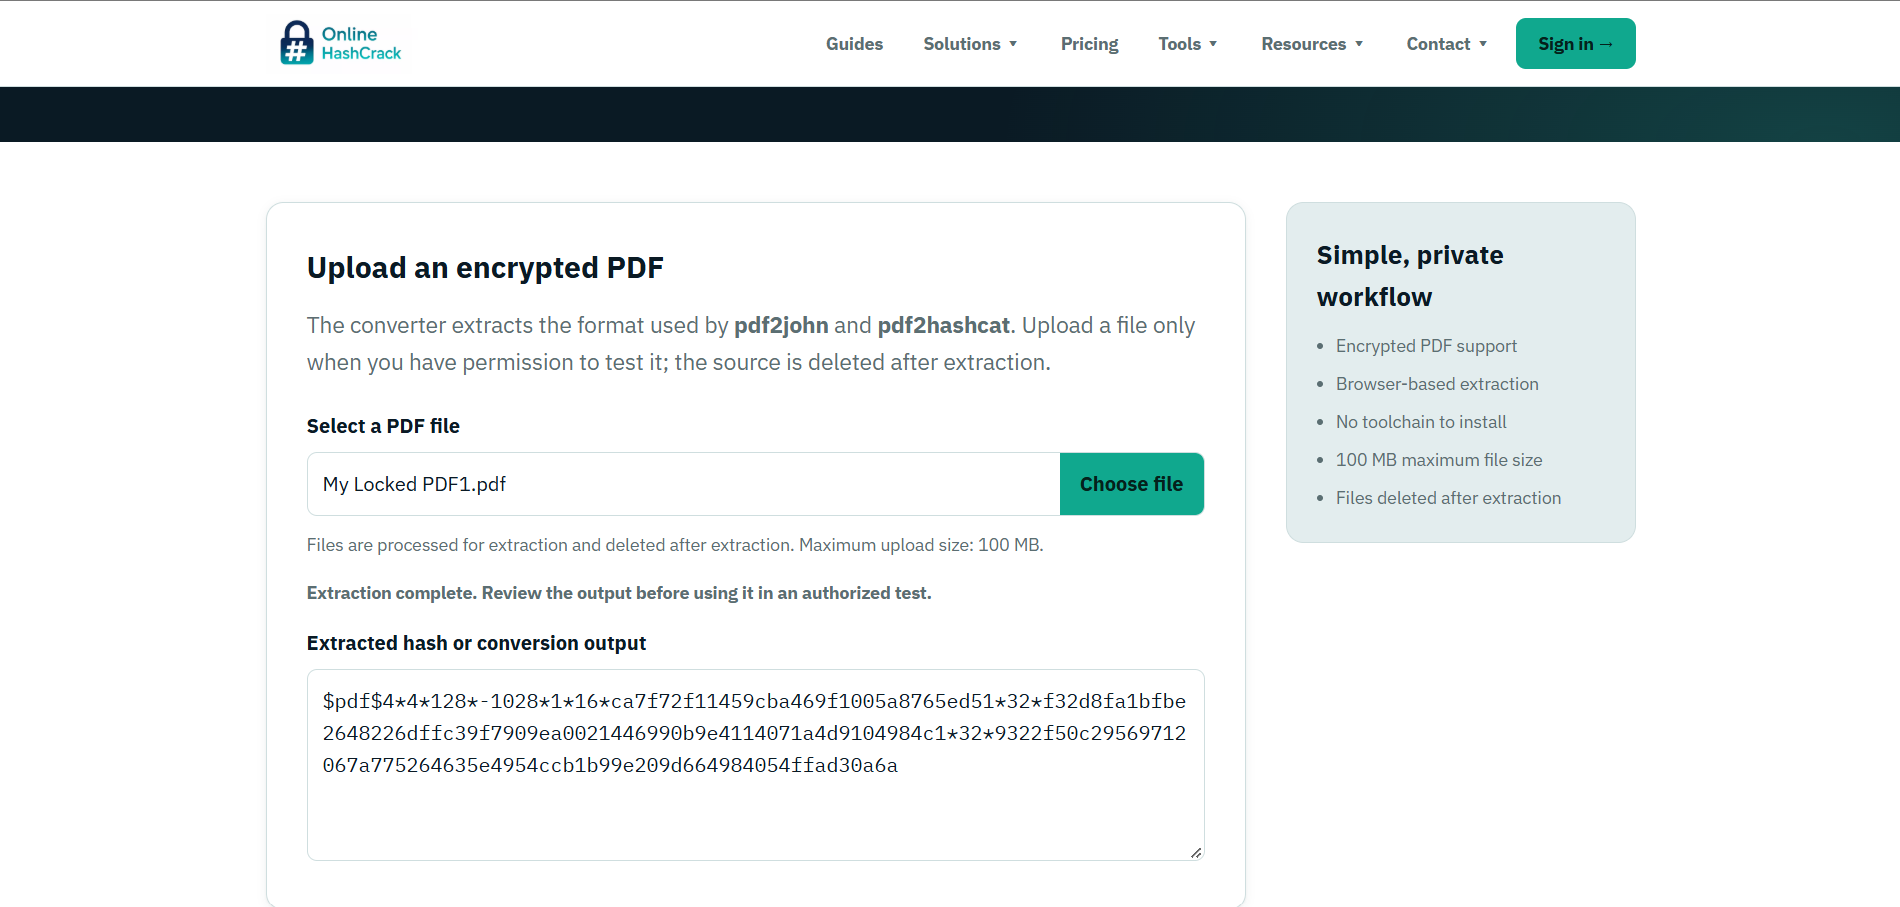 Online
HashCrack
Guides
Solutions ▼
Pricing
Tools ▼
Resources ▼
Contact ▼
Sign in →
Upload an encrypted PDF
The converter extracts the format used by pdf2john and pdf2hashcat. Upload a file only
when you have permission to test it; the source is deleted after extraction.
Select a PDF file
My Locked PDF1.pdf
Choose file
Files are processed for extraction and deleted after extraction. Maximum upload size: 100 MB.
Extraction complete. Review the output before using it in an authorized test.
Extracted hash or conversion output
$pdf$4*4*128*-1028*1*16*ca7f72f11459cba469f1005a8765ed51*32*f32d8fa1bfbe
2648226dffc39f7909ea0021446990b9e4114071a4d9104984c1*32*9322f50c29569712
067a775264635e4954ccb1b99e209d664984054ffad30a6a
Simple, private
workflow
• Encrypted PDF support
• Browser-based extraction
• No toolchain to install
• 100 MB maximum file size
• Files deleted after extraction